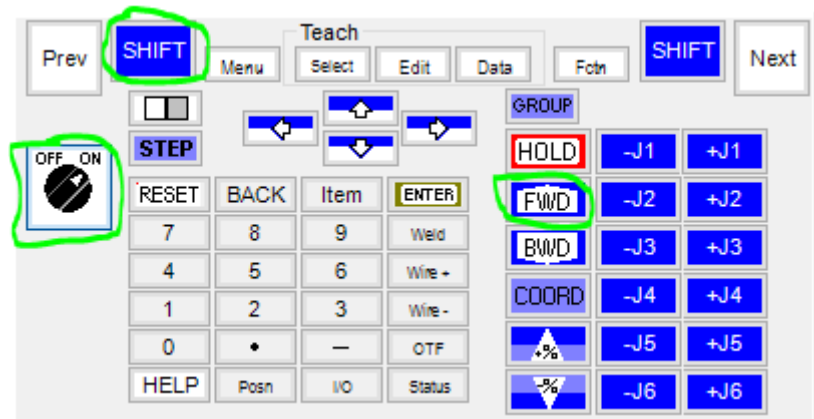 Teach
Prev SHIFT Menu Select Edit Data Fctn SHIFT Next
GROUP
STEP HOLD -J1 +J1
OFF ON
RESET BACK Item ENTER FWD -J2 +J2
7 8 9 Weld BWD -J3 +J3
4 5 6 Wire + COORD -J4 +J4
1 2 3 Wire -
0 • — OTF +% -J5 +J5
HELP Posn I/O Status -% -J6 +J6